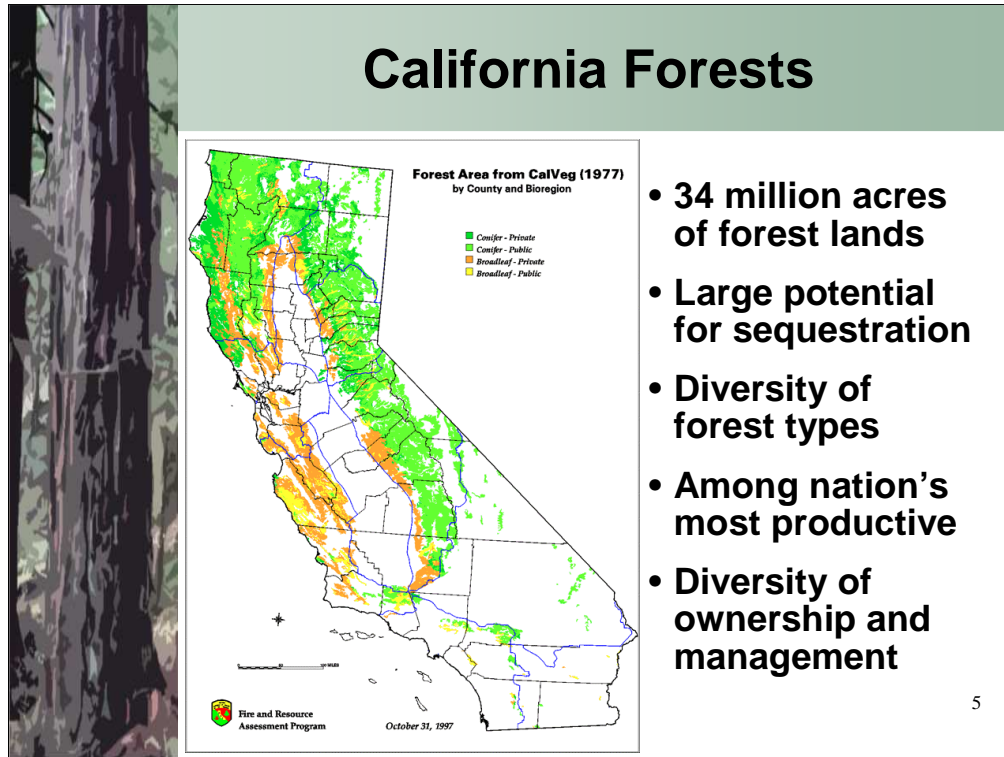 California Forests
Forest Area from CalVeg (1977)
by County and Bioregion
Conifer - Private
Conifer - Public
Broadleaf - Private
Broadleaf - Public
MILES
Fire and Resource
Assessment Program
October 31, 1997
• 34 million acres
of forest lands
• Large potential
for sequestration
• Diversity of
forest types
• Among nation's
most productive
• Diversity of
ownership and
management
5